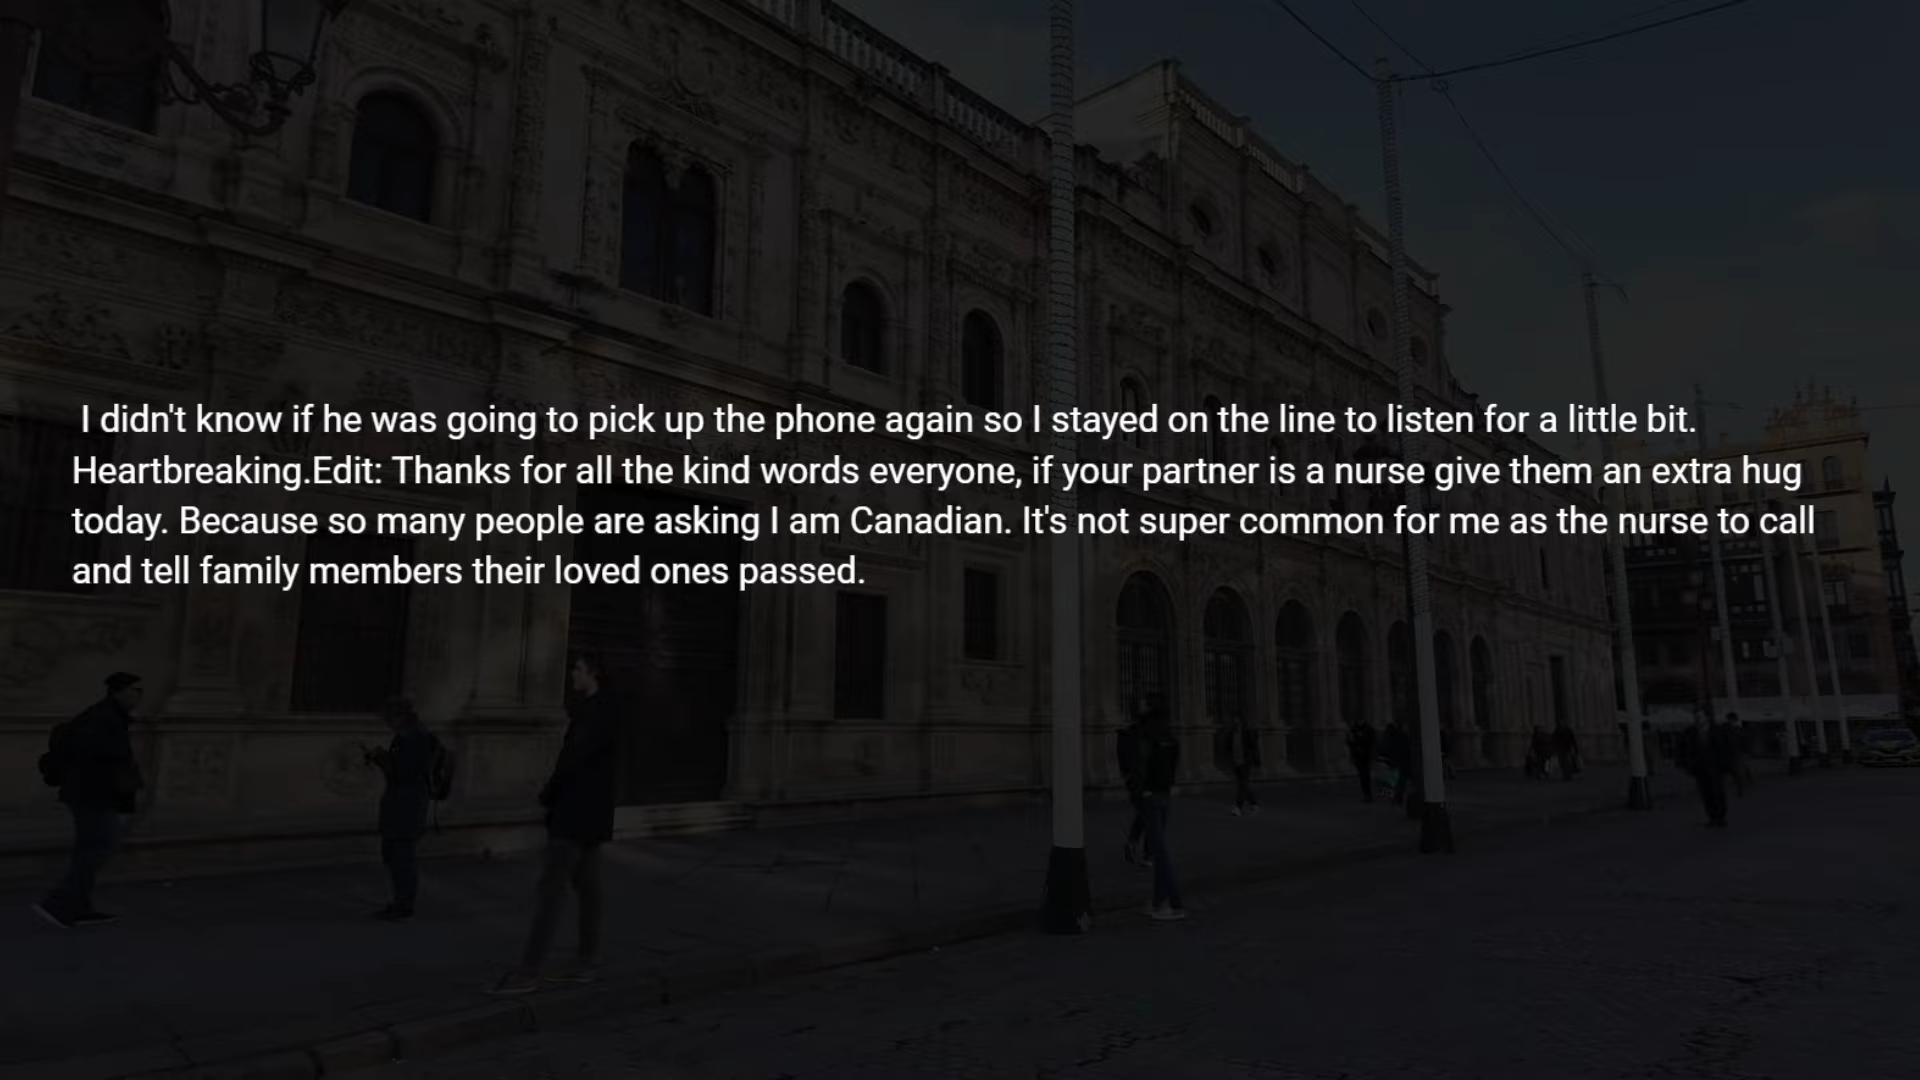 I didn't know if he was going to pick up the phone again so I stayed on the line to listen for a little bit.
Heartbreaking.Edit: Thanks for all the kind words everyone, if your partner is a nurse give them an extra hug
today. Because so many people are asking I am Canadian. It's not super common for me as the nurse to call
and tell family members their loved ones passed.